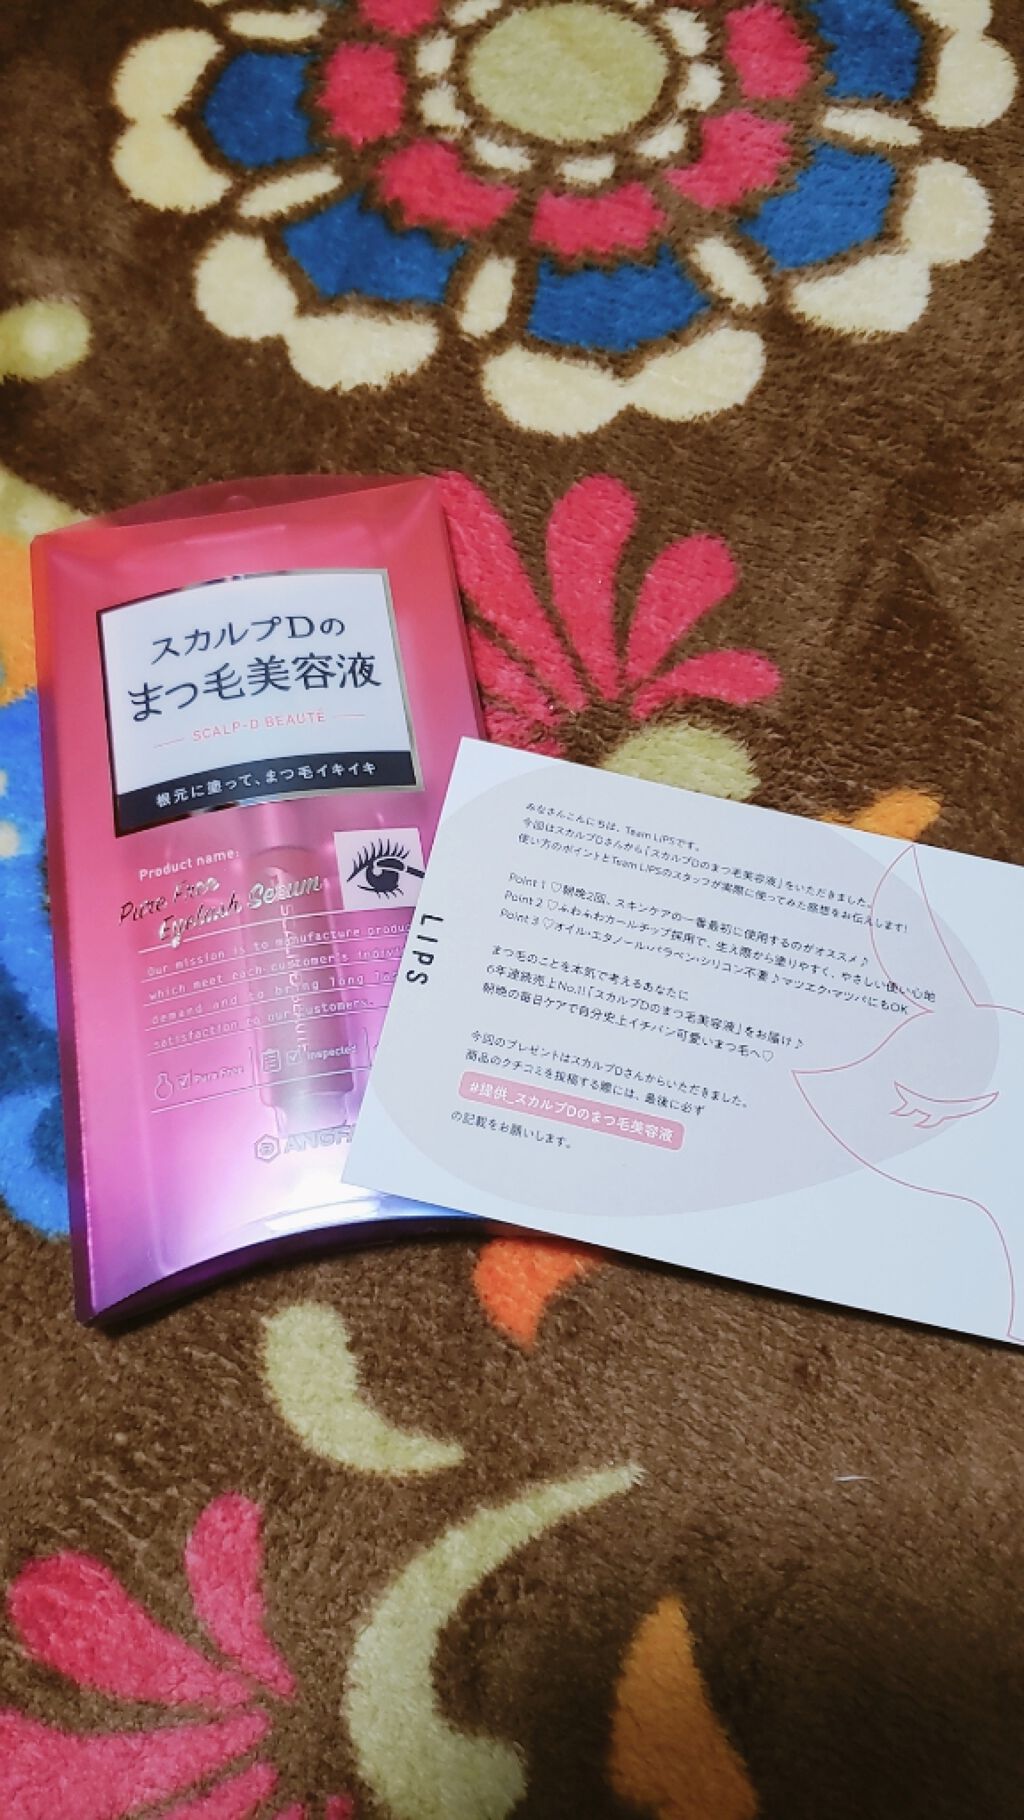 スカルプDの
まつ毛美容液
SCALP-D BEAUTÉ
根元に塗って、まつ毛イキイキ
Product name:
Pure Free
Eyelash Serum
Our mission is to manufacture
which meet each customer's
demand and to bring long
satisfaction to our customers.
Pure Free
Inspected
LIPS
みなさんこんにちは、Team LIPSです。
今回はスカルプDさんから「スカルプDのまつ毛美容液」をいただきました。
使い方のポイントとTeam LIPSのスタッフが実際に使ってみた感想をお伝えします!
Point 1 ♡朝晩2回、スキンケアの一番最初に使用するのがオススメ♪
Point 2 ♡ふわふわカールチップ採用で、生え際から塗りやすく、やさしい使い心地
Point 3 ♡オイル・エタノール・パラベン・シリコン不要♪マツエク・マツパにもOK
まつ毛のことを本気で考えるあなたに
6年連続売上No.1!「スカルプDのまつ毛美容液」をお届け♪
朝晩の毎日ケアで自分史上イチバン可愛いまつ毛へ♡
今回のプレゼントはスカルプDさんからいただきました。
商品のクチコミを投稿する際には、最後に必ず
#提供_スカルプDのまつ毛美容液
の記載をお願いします。